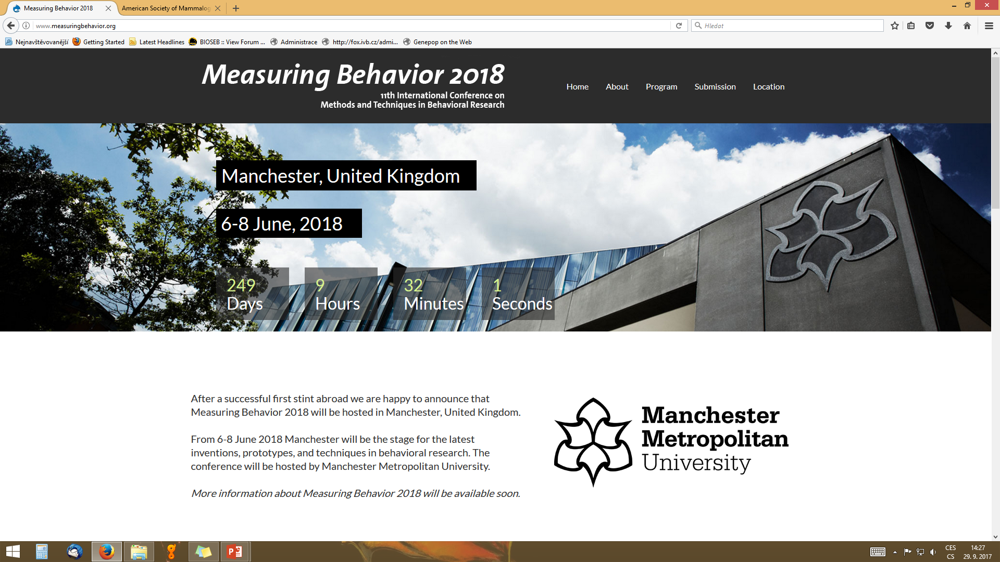 Measuring Behavior 2018
American Society of Mammalog
www.measuringbehavior.org
Hledat
Nejnavštěvovanější
Getting Started
Latest Headlines
BIOSEB :: View Forum ...
Administrace
http://fox.ivb.cz/admi...
Genepop on the Web
Measuring Behavior 2018
11th International Conference on
Methods and Techniques in Behavioral Research
Home
About
Program
Submission
Location
Manchester, United Kingdom
6-8 June, 2018
249
Days
9
Hours
32
Minutes
1
Seconds
After a successful first stint abroad we are happy to announce that
Measuring Behavior 2018 will be hosted in Manchester, United Kingdom.
From 6-8 June 2018 Manchester will be the stage for the latest
inventions, prototypes, and techniques in behavioral research. The
conference will be hosted by Manchester Metropolitan University.
More information about Measuring Behavior 2018 will be available soon.
Manchester
Metropolitan
University
CES
CS
14:27
29. 9. 2017